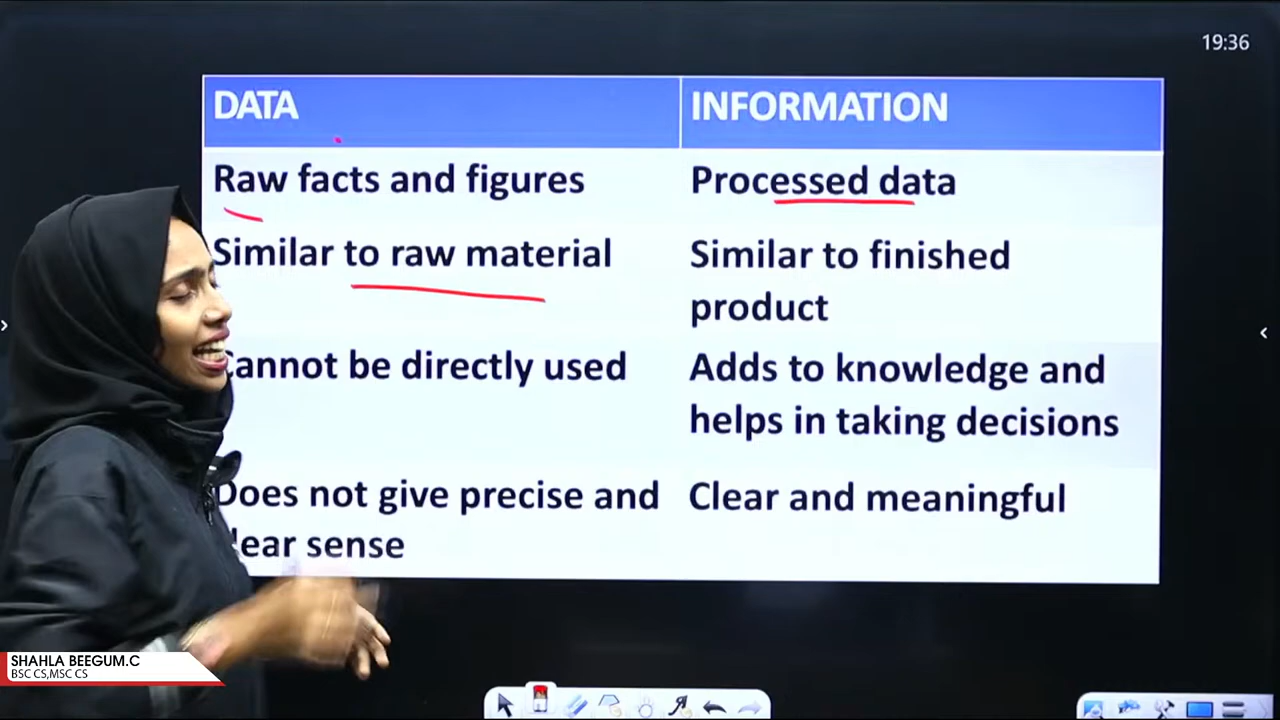 19:36
DATA
INFORMATION
Raw facts and figures
Processed data
Similar to raw material
Similar to finished
product
Cannot be directly used
Adds to knowledge and
helps in taking decisions
Does not give precise and
clear sense
Clear and meaningful
SHAHLA BEEGUM.C
BSC CS,MSC CS